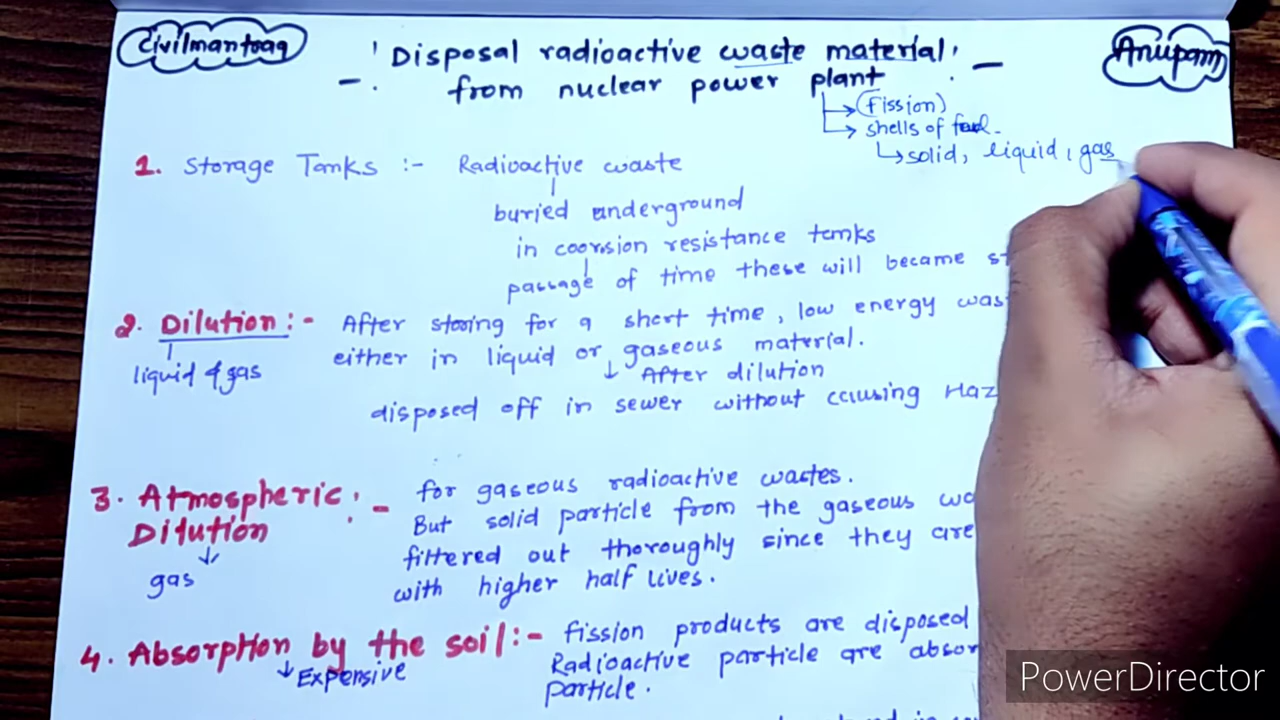 Civilmantraa
Anupam
' Disposal radioactive waste material '
from nuclear power plant
(fission)
shells of fuel
solid, liquid, gas
1. Storage Tanks :- Radioactive waste
buried underground
in coorsion resistance tanks
passage of time these will became st
2. Dilution :- After storing for a short time, low energy was
liquid & gas
either in liquid or gaseous material.
After dilution
disposed off in sewer without causing Haz
3. Atmospheric :- for gaseous radioactive wastes.
Dilution
But solid particle from the gaseous wa
gas
filtered out thoroughly since they are
with higher half lives.
4. Absorption by the soil :- fission products are disposed
Expensive
Radioactive particle are absor
particle.
PowerDirector